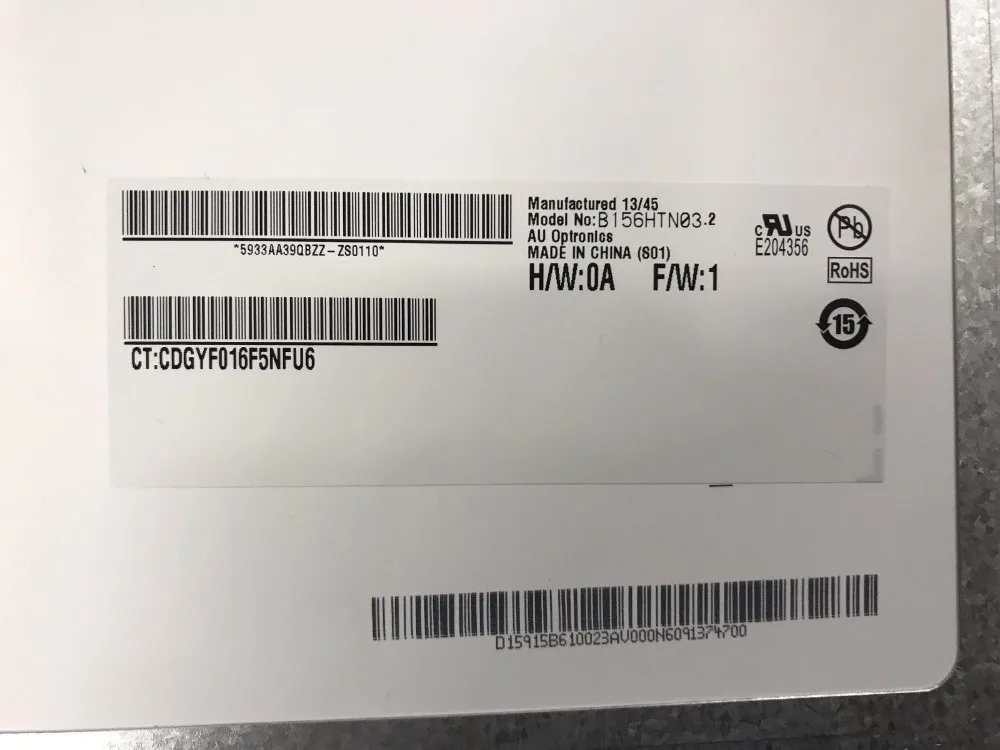 *5933AA39QBZZ-ZS0110*
CT:CDGYF016F5NFU6
Manufactured 13/45
Model No:B156HTN03.2
AU Optronics
MADE IN CHINA (S01)
H/W:0A F/W:1
c RU US
E204356
Pb
RoHS
15
D15915B610023AV000N6091374700